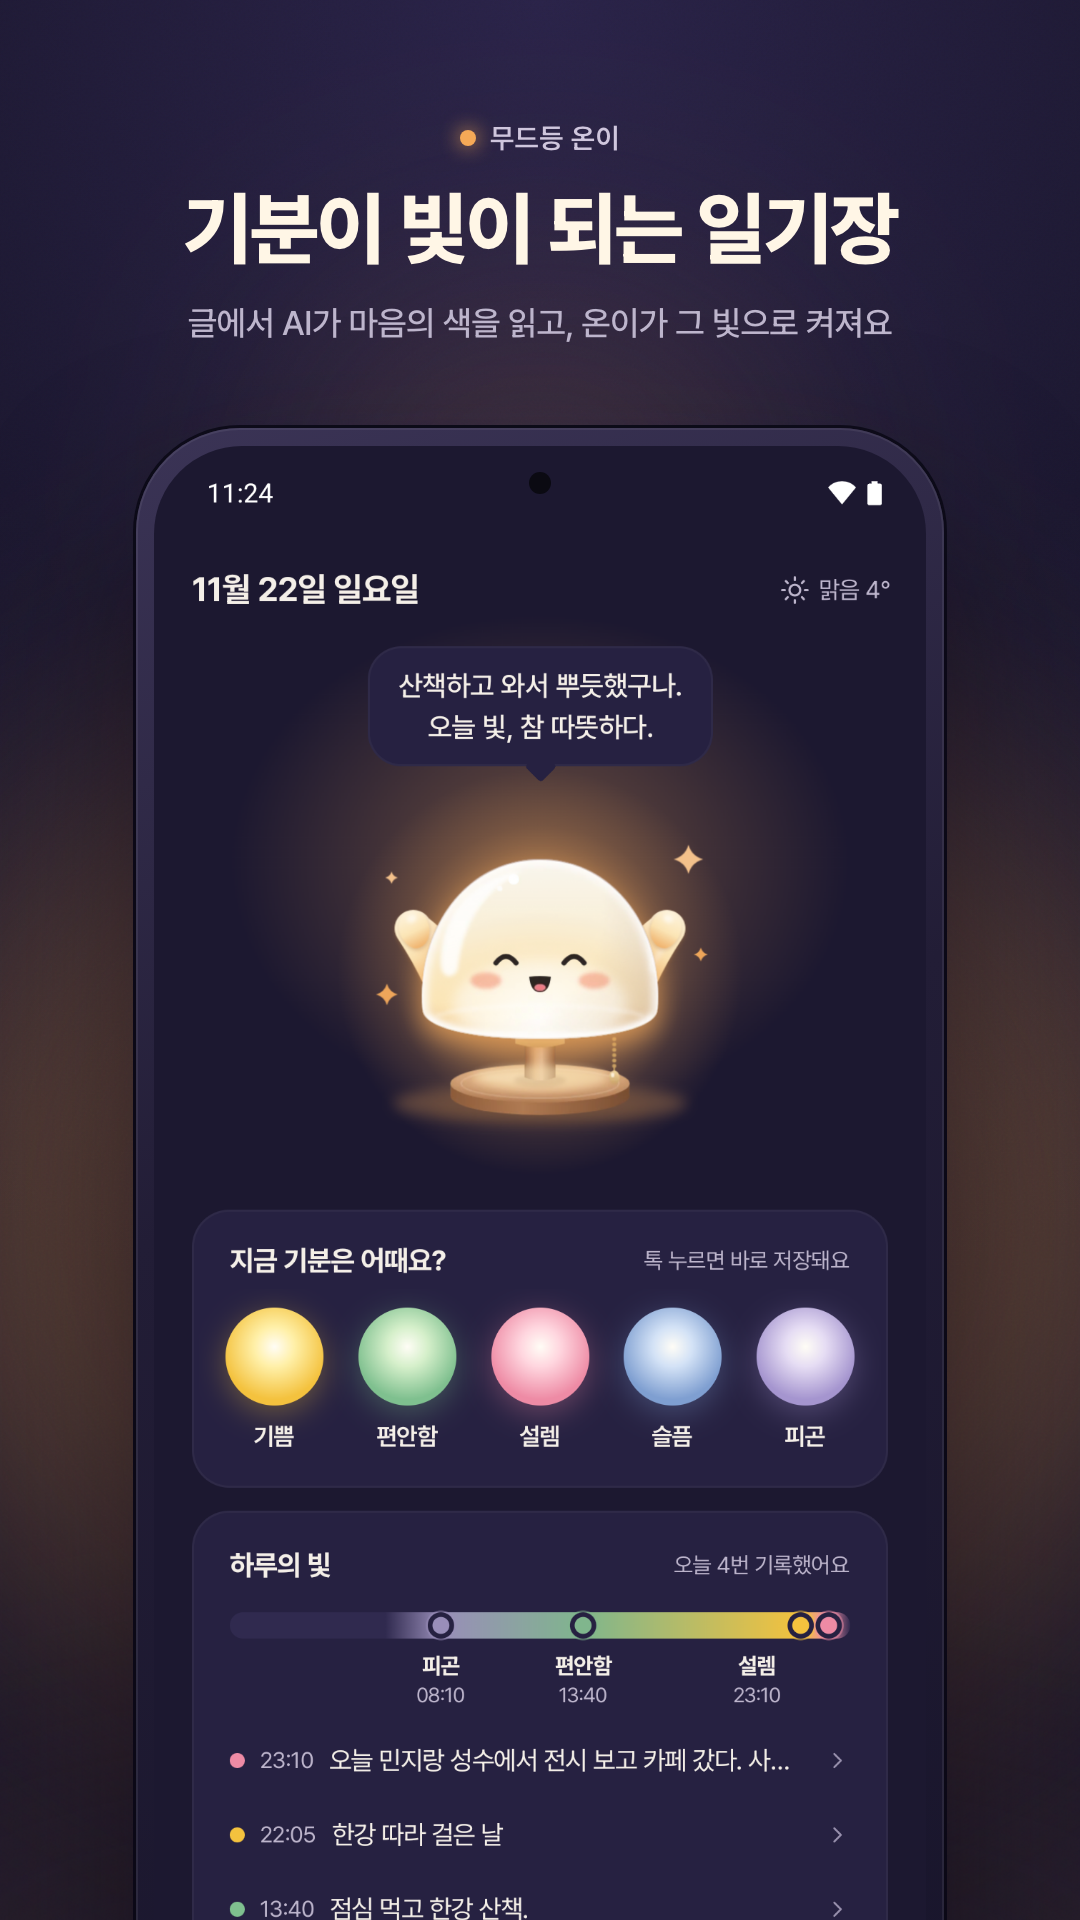 무드등 온이
기분이 빛이 되는 일기장
글에서 AI가 마음의 색을 읽고, 온이가 그 빛으로 켜져요
11:24
11월 22일 일요일
맑음 4°
산책하고 와서 뿌듯했구나.
오늘 빛, 참 따뜻하다.
지금 기분은 어때요?
톡 누르면 바로 저장돼요
기쁨
편안함
설렘
슬픔
피곤
하루의 빛
오늘 4번 기록했어요
피곤
08:10
편안함
13:40
설렘
23:10
23:10 오늘 민지랑 성수에서 전시 보고 카페 갔다. 사...
22:05 한강 따라 걸은 날
13:40 점심 먹고 한강 산책.